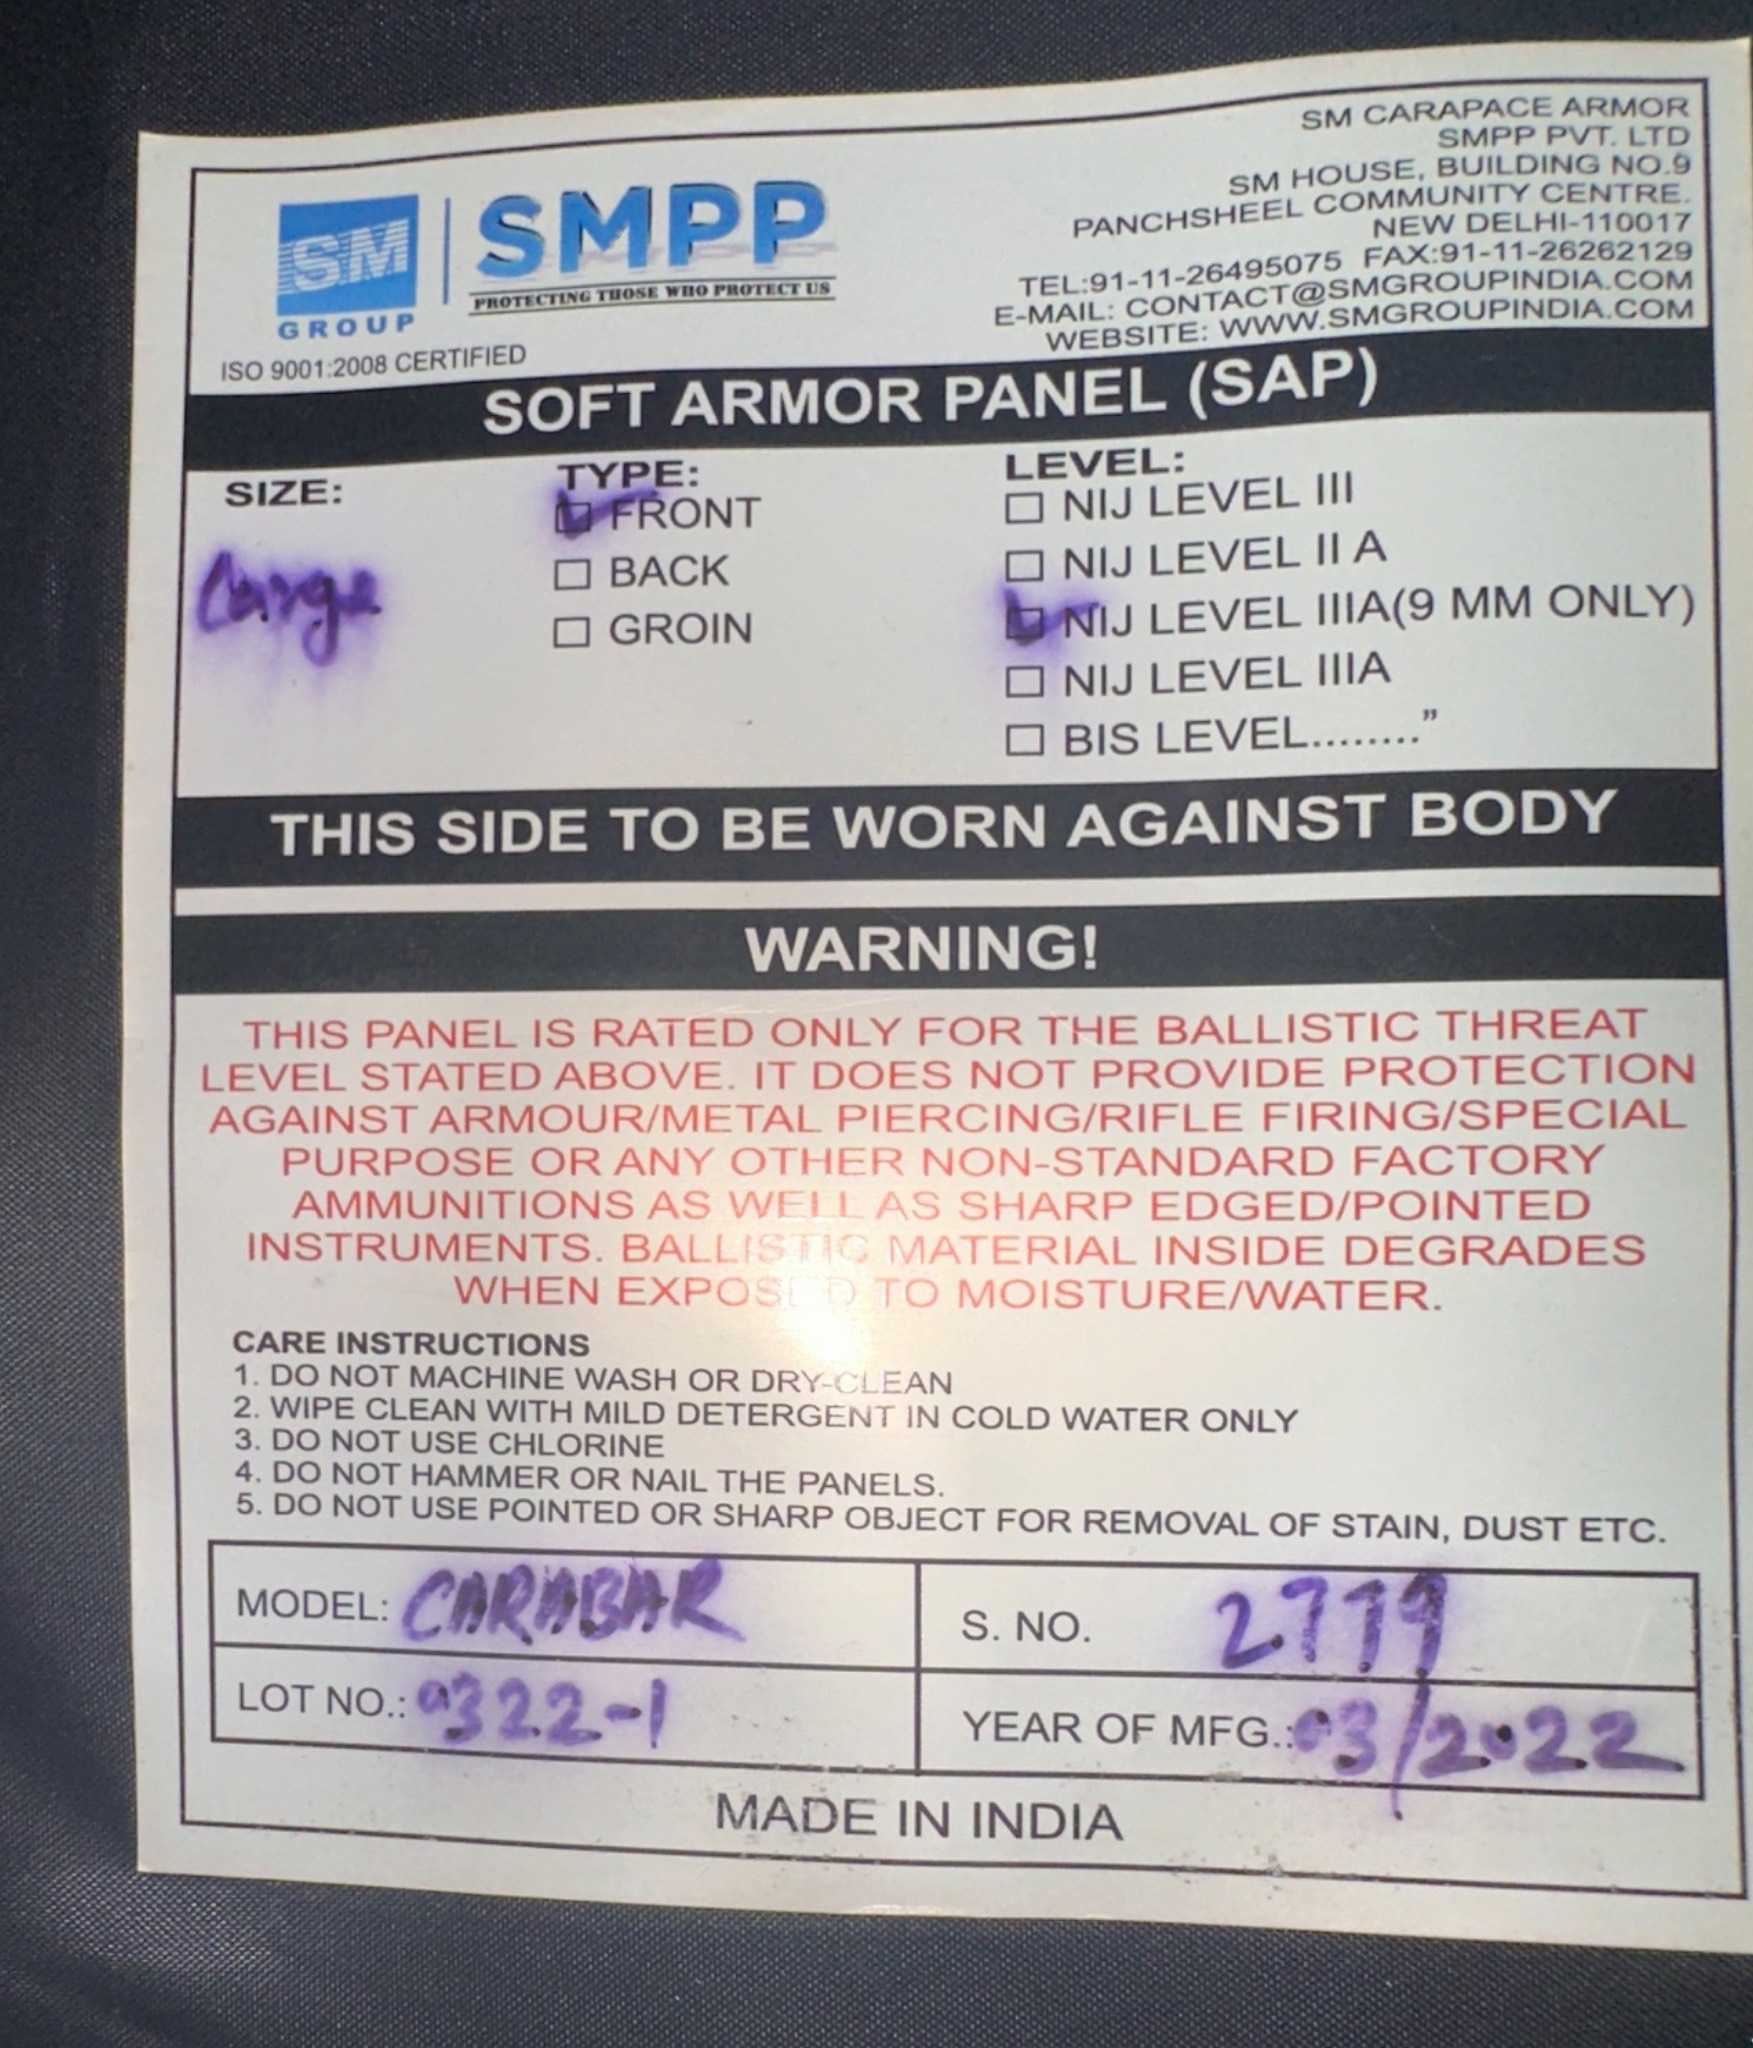 SM
GROUP
SMPP
PROTECTING THOSE WHO PROTECT US
ISO 9001:2008 CERTIFIED
SM CARAPACE ARMOR
SMPP PVT. LTD
SM HOUSE, BUILDING NO.9
PANCHSHEEL COMMUNITY CENTRE.
NEW DELHI-110017
TEL:91-11-26495075 FAX:91-11-26262129
E-MAIL: CONTACT@SMGROUPINDIA.COM
WEBSITE: WWW.SMGROUPINDIA.COM
SOFT ARMOR PANEL (SAP)
SIZE:
Large
TYPE:
FRONT
BACK
GROIN
LEVEL:
NIJ LEVEL III
NIJ LEVEL II A
NIJ LEVEL IIIA(9 MM ONLY)
NIJ LEVEL IIIA
BIS LEVEL........”
THIS SIDE TO BE WORN AGAINST BODY
WARNING!
THIS PANEL IS RATED ONLY FOR THE BALLISTIC THREAT
LEVEL STATED ABOVE. IT DOES NOT PROVIDE PROTECTION
AGAINST ARMOUR/METAL PIERCING/RIFLE FIRING/SPECIAL
PURPOSE OR ANY OTHER NON-STANDARD FACTORY
AMMUNITIONS AS WELL AS SHARP EDGED/POINTED
INSTRUMENTS. BALLISTIC MATERIAL INSIDE DEGRADES
WHEN EXPOSED TO MOISTURE/WATER.
CARE INSTRUCTIONS
1. DO NOT MACHINE WASH OR DRY-CLEAN
2. WIPE CLEAN WITH MILD DETERGENT IN COLD WATER ONLY
3. DO NOT USE CHLORINE
4. DO NOT HAMMER OR NAIL THE PANELS.
5. DO NOT USE POINTED OR SHARP OBJECT FOR REMOVAL OF STAIN, DUST ETC.
MODEL: CARABAR
S. NO. 2779
LOT NO.: 0322-1
YEAR OF MFG.: 03/2022
MADE IN INDIA